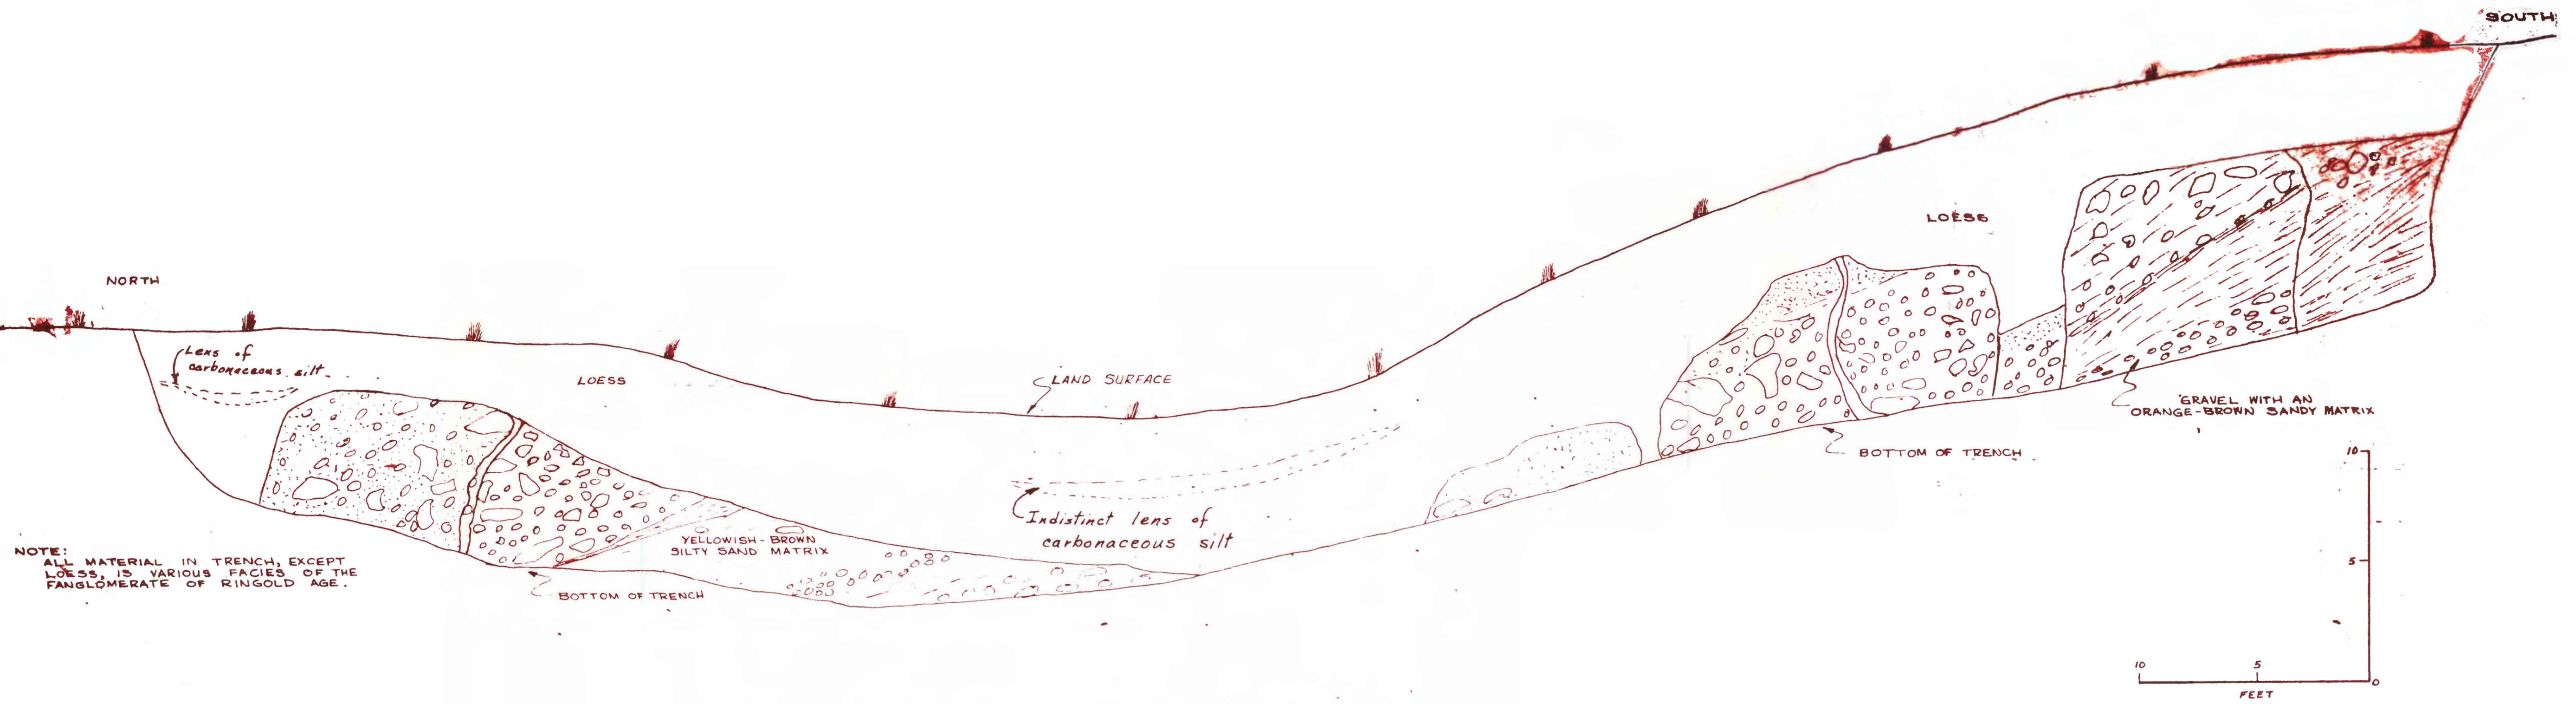 SOUTH
NORTH
Lens of
carbonaceous silt
LOESS
LAND SURFACE
LOESS
GRAVEL WITH AN
ORANGE-BROWN SANDY MATRIX
BOTTOM OF TRENCH
Indistinct lens of
carbonaceous silt
YELLOWISH-BROWN
SILTY SAND MATRIX
NOTE:
ALL MATERIAL IN TRENCH, EXCEPT
LOESS, IS VARIOUS FACIES OF THE
FANGLOMERATE OF RINGOLD AGE.
BOTTOM OF TRENCH
10
5
10 5 0
FEET